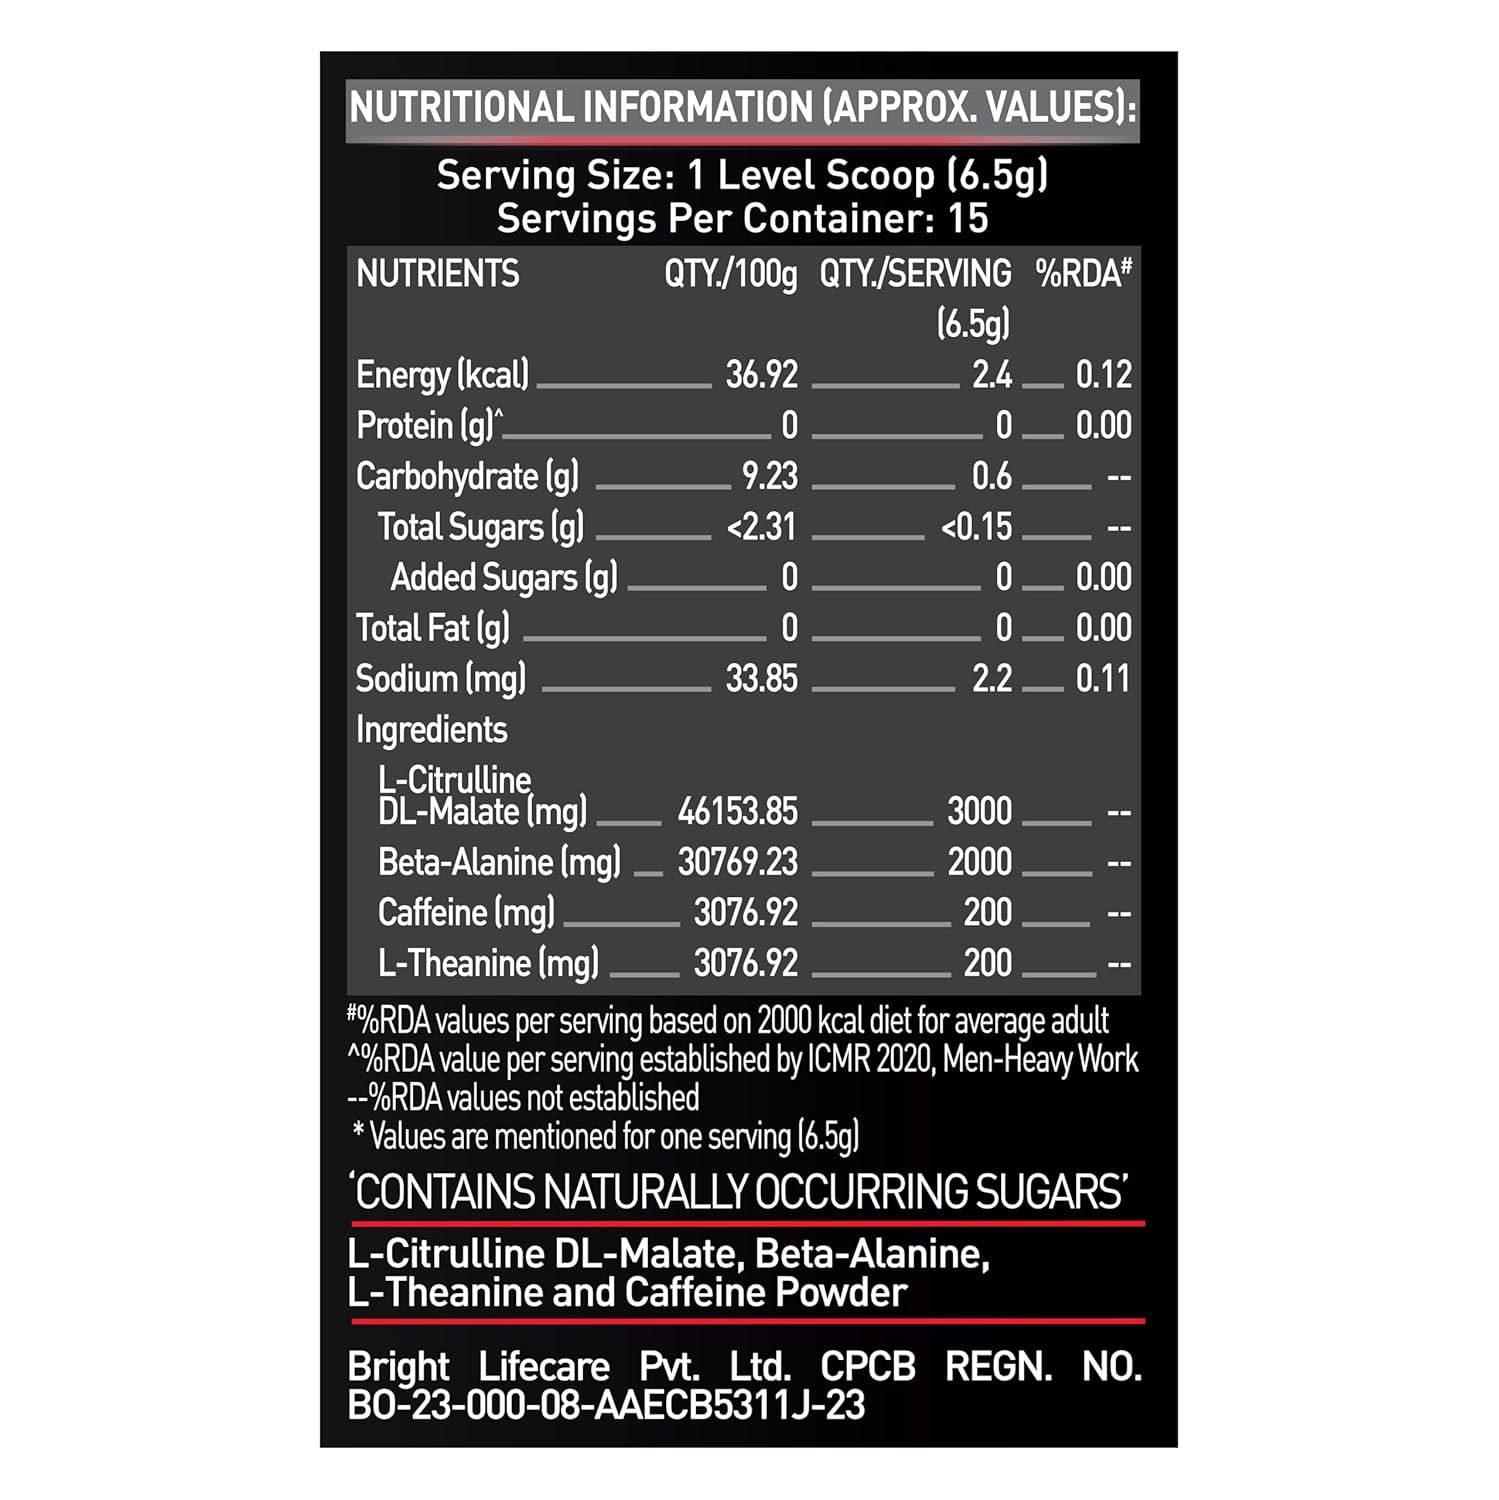 NUTRITIONAL INFORMATION (APPROX. VALUES):
Serving Size: 1 Level Scoop (6.5g)
Servings Per Container: 15
NUTRIENTS QTY./100g QTY./SERVING %RDA#
(6.5g)
Energy (kcal) 36.92 2.4 0.12
Protein (g)^ 0 0 0.00
Carbohydrate (g) 9.23 0.6 --
Total Sugars (g) <2.31 <0.15 --
Added Sugars (g) 0 0 0.00
Total Fat (g) 0 0 0.00
Sodium (mg) 33.85 2.2 0.11
Ingredients
L-Citrulline
DL-Malate (mg) 46153.85 3000 --
Beta-Alanine (mg) 30769.23 2000 --
Caffeine (mg) 3076.92 200 --
L-Theanine (mg) 3076.92 200 --
#%RDA values per serving based on 2000 kcal diet for average adult
^%RDA value per serving established by ICMR 2020, Men-Heavy Work
--%RDA values not established
* Values are mentioned for one serving (6.5g)
‘CONTAINS NATURALLY OCCURRING SUGARS’
L-Citrulline DL-Malate, Beta-Alanine,
L-Theanine and Caffeine Powder
Bright Lifecare Pvt. Ltd. CPCB REGN. NO.
BO-23-000-08-AAECB5311J-23